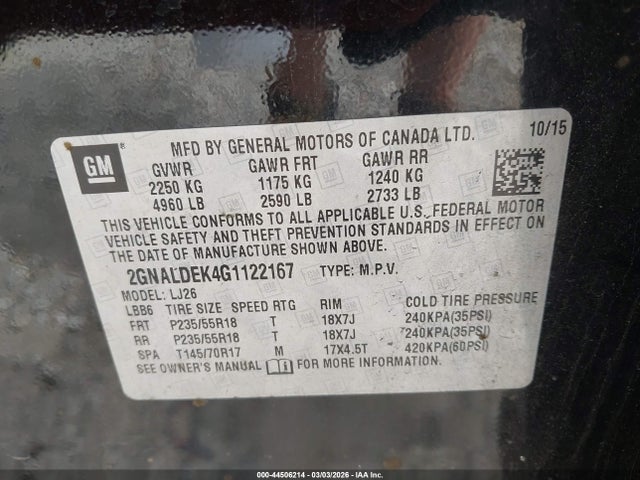 GM
MFD BY GENERAL MOTORS OF CANADA LTD. 10/15
GVWR GAWR FRT GAWR RR
2250 KG 1175 KG 1240 KG
4960 LB 2590 LB 2733 LB
THIS VEHICLE CONFORMS TO ALL APPLICABLE U.S. FEDERAL MOTOR
VEHICLE SAFETY AND THEFT PREVENTION STANDARDS IN EFFECT ON
THE DATE OF MANUFACTURE SHOWN ABOVE.
2GNALDEK4G1122167 TYPE: M.P.V.
MODEL: LJ26
LBB6 TIRE SIZE SPEED RTG RIM COLD TIRE PRESSURE
FRT P235/55R18 T 18X7J 240KPA(35PSI)
RR P235/55R18 T 18X7J 240KPA(35PSI)
SPA T145/70R17 M 17X4.5T 420KPA(60PSI)
SEE OWNER'S MANUAL FOR MORE INFORMATION.
000-44506214 - 03/03/2026 - IAA Inc.